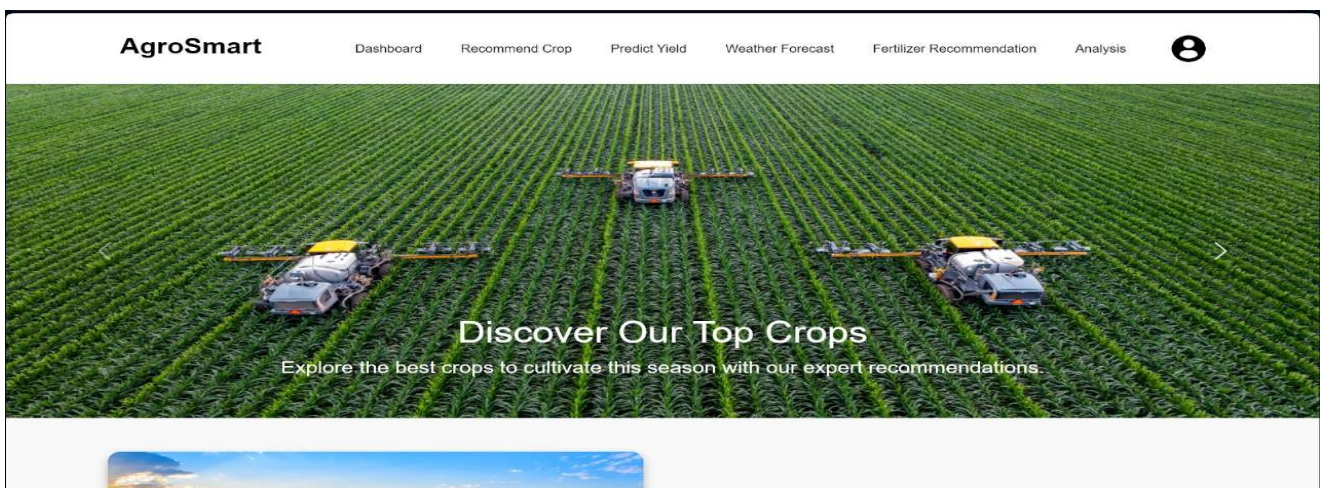 AgroSmart
Dashboard Recommend Crop Predict Yield Weather Forecast Fertilizer Recommendation Analysis
Discover Our Top Crops
Explore the best crops to cultivate this season with our expert recommendations.